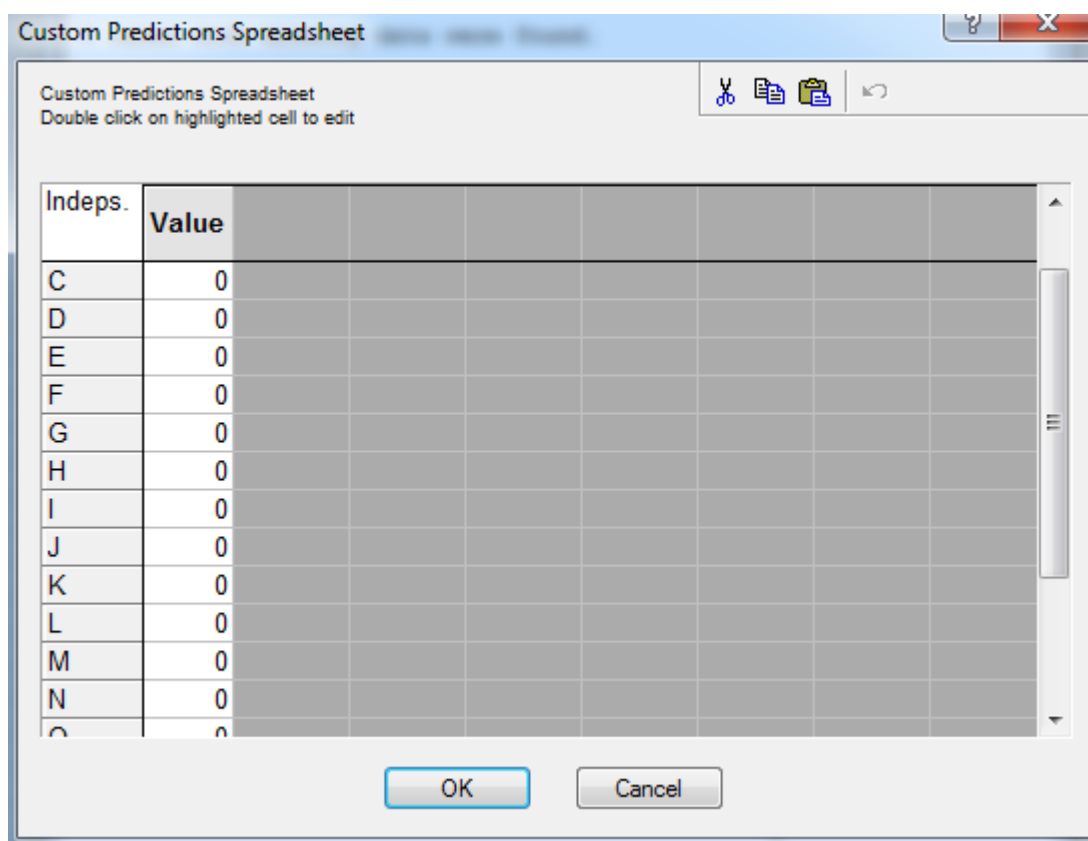 Custom Predictions Spreadsheet
Custom Predictions Spreadsheet
Double click on highlighted cell to edit
Indeps. Value
C 0
D 0
E 0
F 0
G 0
H 0
I 0
J 0
K 0
L 0
M 0
N 0
OK Cancel